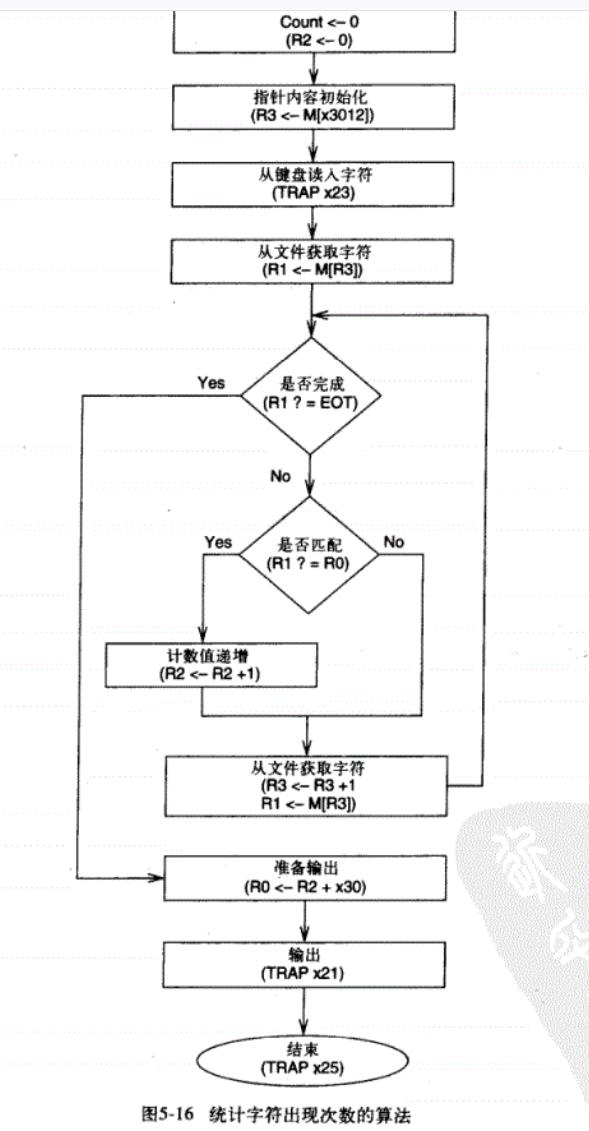 Count <– 0
(R2 <– 0)
指针内容初始化
(R3 <– M[x3012])
从键盘读入字符
(TRAP x23)
从文件获取字符
(R1 <– M[R3])
Yes
是否完成
(R1 ? = EOT)
No
Yes
是否匹配
(R1 ? = R0)
No
计数值递增
(R2 <– R2 +1)
从文件获取字符
(R3 <– R3 +1
R1 <– M[R3])
准备输出
(R0 <– R2 + x30)
输出
(TRAP x21)
结束
(TRAP x25)
图5-16 统计字符出现次数的算法